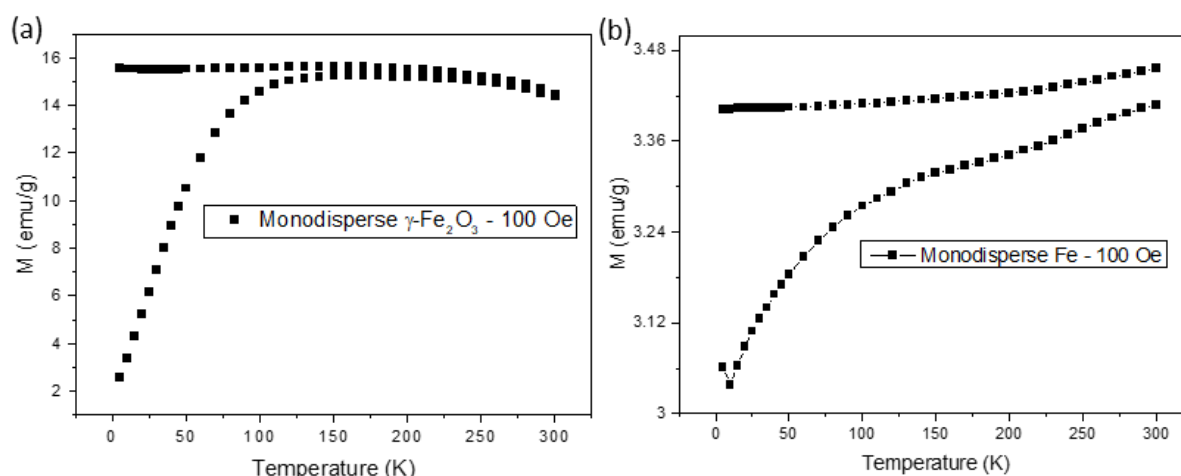 (a)
16
14
12
10
8
6
4
2
M ( emu/g)
Monodisperse γ-Fe₂O₃ - 100 Oe
0 50 100 150 200 250 300
Temperature (K)
(b)
3.48
3.36
3.24
3.12
3
M (emu/g)
Monodisperse Fe - 100 Oe
0 50 100 150 200 250 300
Temperature (K)